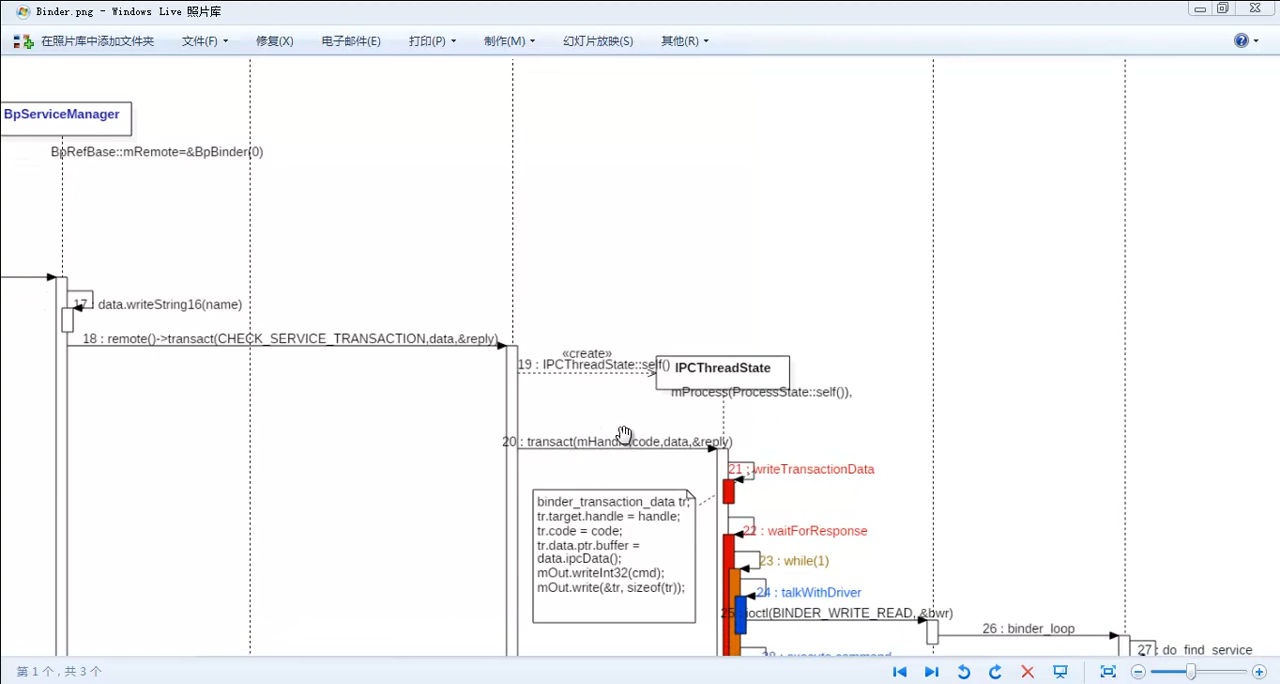 Binder.png - Windows Live 照片库
在照片库中添加文件夹 文件(F) 修复(X) 电子邮件(E) 打印(P) 制作(M) 幻灯片放映(S) 其他(R)
BpServiceManager
BpRefBase::mRemote=&BpBinder(0)
17 : data.writeString16(name)
18 : remote()->transact(CHECK_SERVICE_TRANSACTION,data,&reply)
«create»
19 : IPCThreadState::self()
IPCThreadState
mProcess(ProcessState::self()),
20 : transact(mHandle,code,data,&reply)
21 : writeTransactionData
binder_transaction_data tr;
tr.target.handle = handle;
tr.code = code;
tr.data.ptr.buffer =
data.ipcData();
mOut.writeInt32(cmd);
mOut.write(&tr, sizeof(tr));
22 : waitForResponse
23 : while(1)
24 : talkWithDriver
25 : ioctl(BINDER_WRITE_READ, &bwr)
26 : binder_loop
27 : do_find_service
28 : execute_command
第 1 个，共 3 个